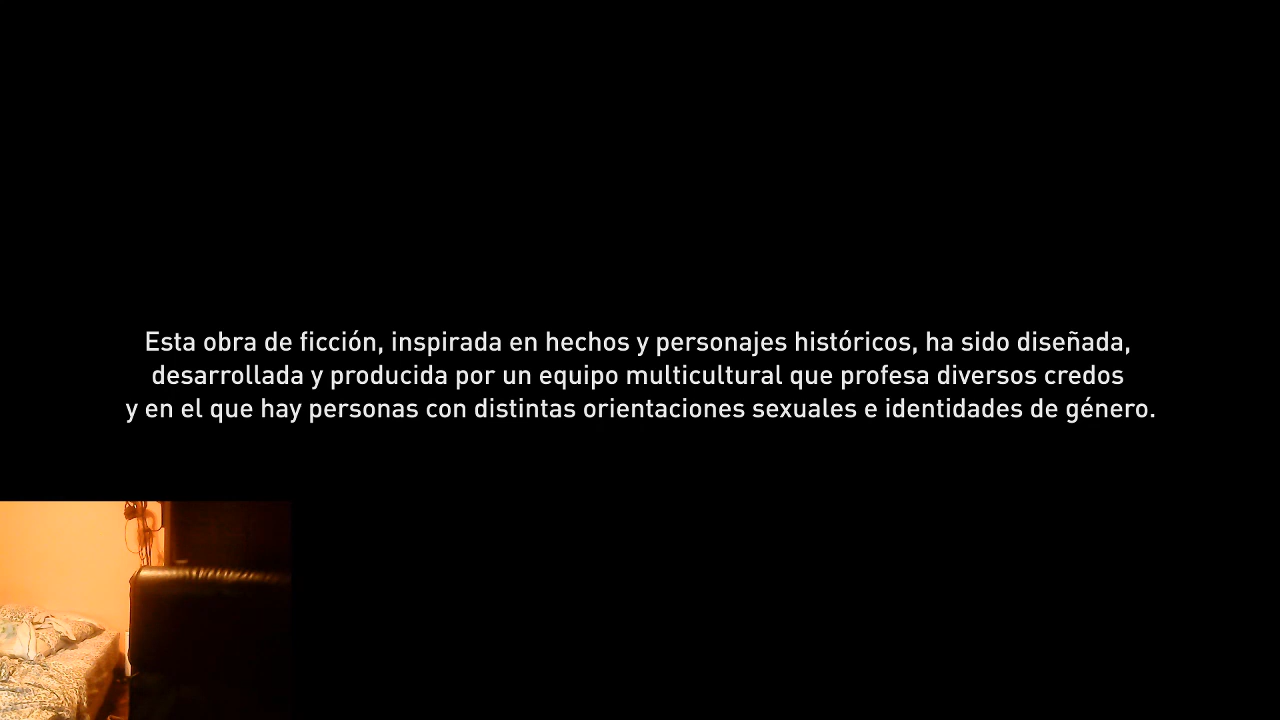 Esta obra de ficción, inspirada en hechos y personajes históricos, ha sido diseñada,
desarrollada y producida por un equipo multicultural que profesa diversos credos
y en el que hay personas con distintas orientaciones sexuales e identidades de género.